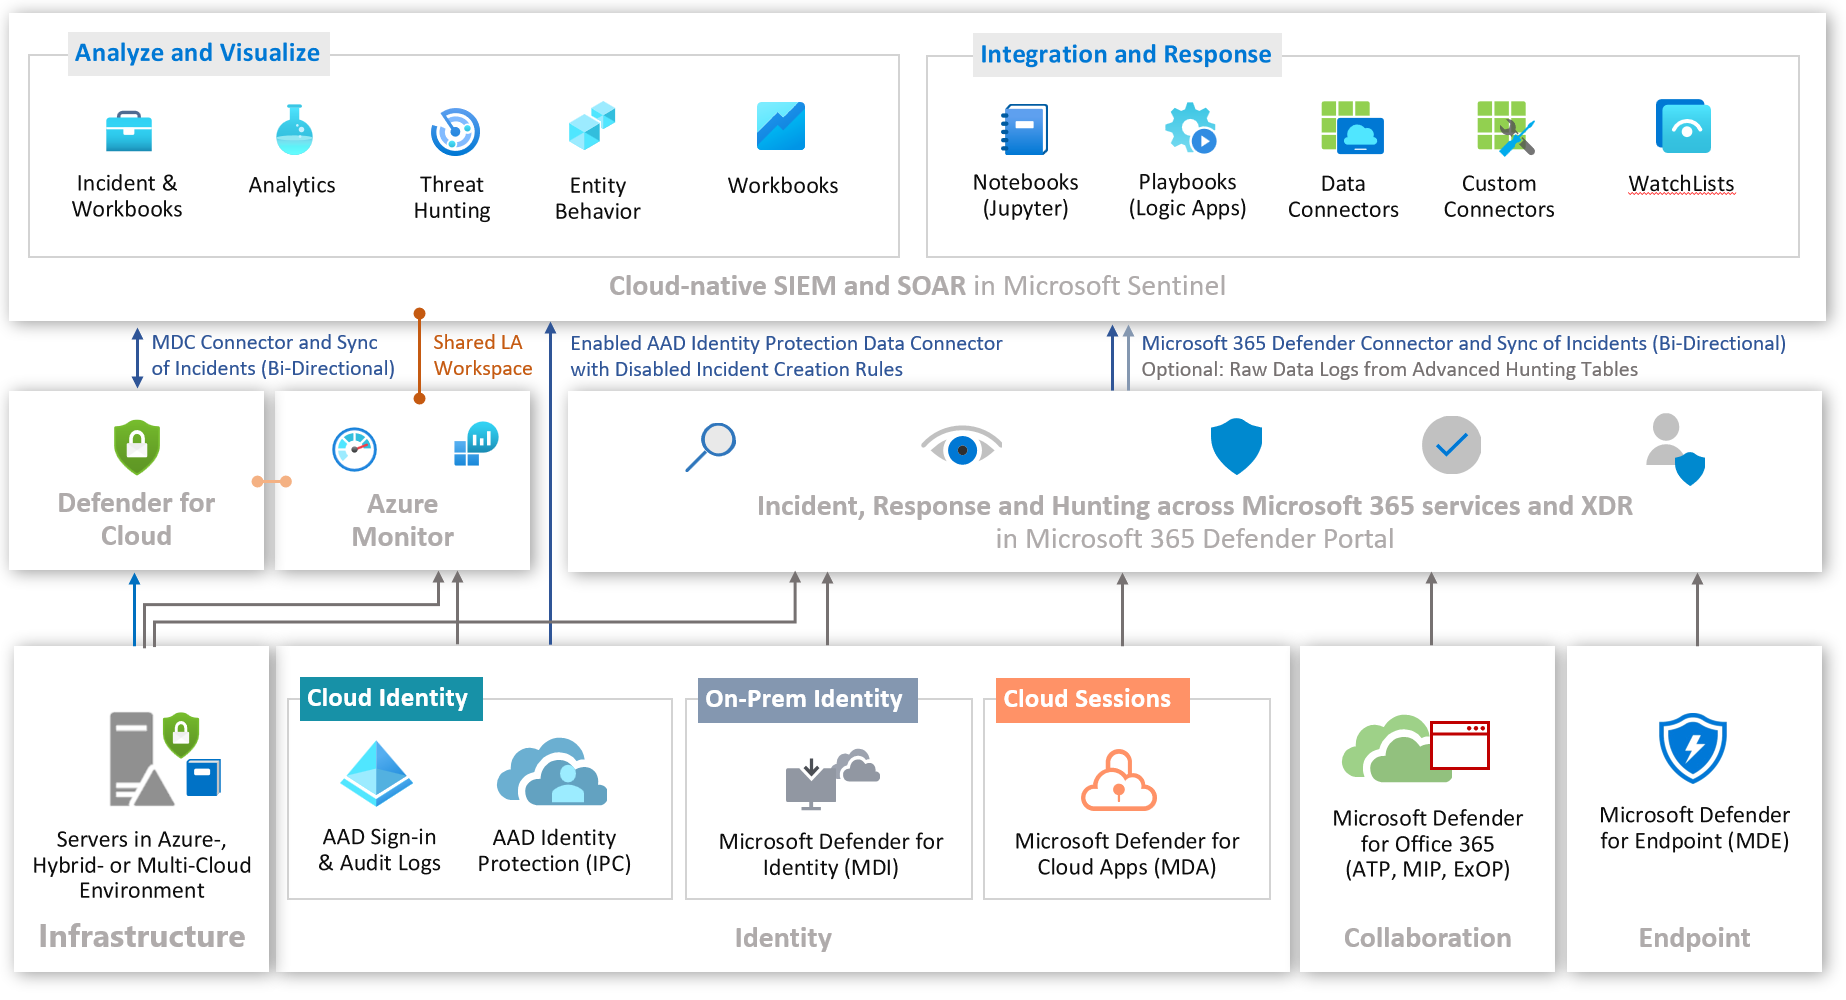 Analyze and Visualize
Incident &
Workbooks
Analytics
Threat
Hunting
Entity
Behavior
Workbooks
Integration and Response
Notebooks
(Jupyter)
Playbooks
(Logic Apps)
Data
Connectors
Custom
Connectors
WatchLists
Cloud-native SIEM and SOAR in Microsoft Sentinel
MDC Connector and Sync
of Incidents (Bi-Directional)
Shared LA
Workspace
Enabled AAD Identity Protection Data Connector
with Disabled Incident Creation Rules
Microsoft 365 Defender Connector and Sync of Incidents (Bi-Directional)
Optional: Raw Data Logs from Advanced Hunting Tables
Defender for
Cloud
Azure
Monitor
Incident, Response and Hunting across Microsoft 365 services and XDR
in Microsoft 365 Defender Portal
Servers in Azure-,
Hybrid- or Multi-Cloud
Environment
Infrastructure
Cloud Identity
AAD Sign-in
& Audit Logs
AAD Identity
Protection (IPC)
On-Prem Identity
Microsoft Defender for
Identity (MDI)
Cloud Sessions
Microsoft Defender for
Cloud Apps (MDA)
Identity
Microsoft Defender
for Office 365
(ATP, MIP, ExOP)
Collaboration
Microsoft Defender
for Endpoint (MDE)
Endpoint